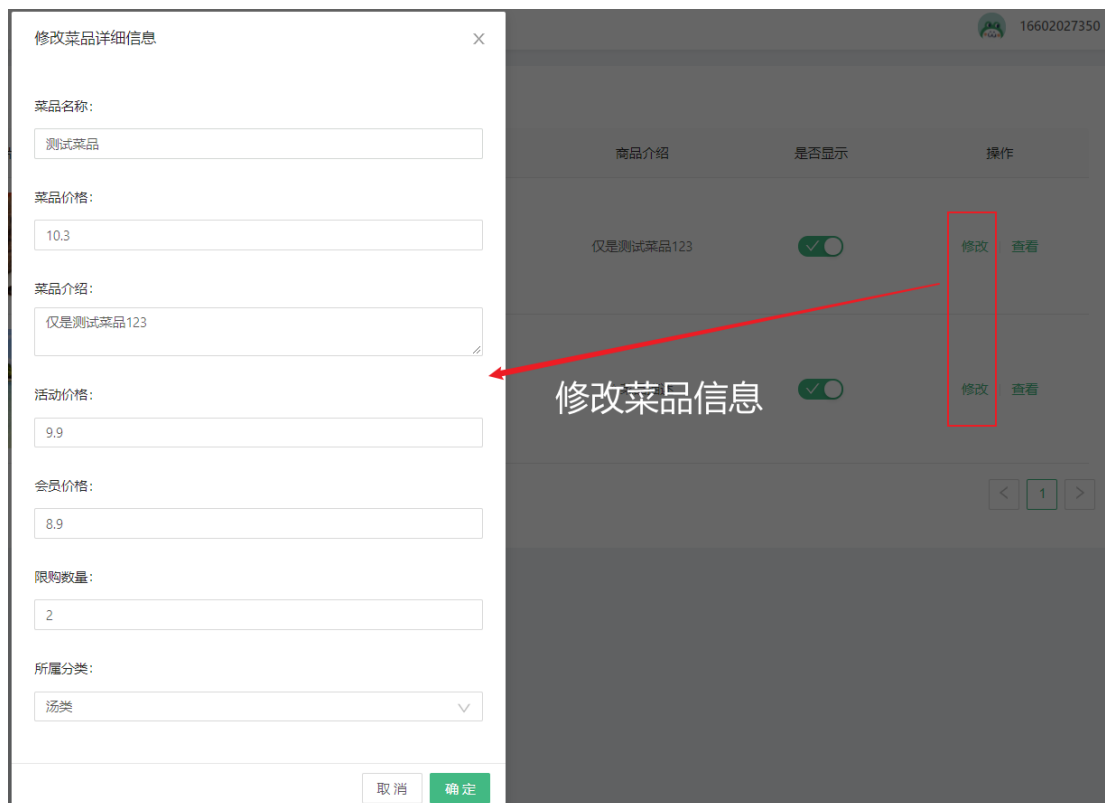 修改菜品详细信息
16602027350
菜品名称：
测试菜品
菜品价格：
10.3
菜品介绍：
仅是测试菜品123
活动价格：
9.9
会员价格：
8.9
限购数量：
2
所属分类：
汤类
取消 确定
商品介绍 是否显示 操作
仅是测试菜品123 修改 查看
修改 查看
修改菜品信息
1